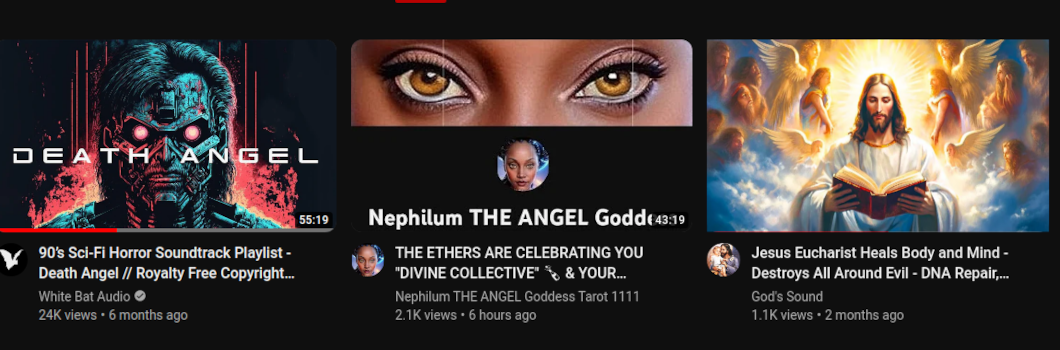 DEATH ANGEL
55:19
90's Sci-Fi Horror Soundtrack Playlist -
Death Angel // Royalty Free Copyright...
White Bat Audio
24K views • 6 months ago
Nephilum THE ANGEL Godde
43:19
THE ETHERS ARE CELEBRATING YOU
"DIVINE COLLECTIVE" & YOUR...
Nephilum THE ANGEL Goddess Tarot 1111
2.1K views • 6 hours ago
Jesus Eucharist Heals Body and Mind -
Destroys All Around Evil - DNA Repair,...
God's Sound
1.1K views • 2 months ago